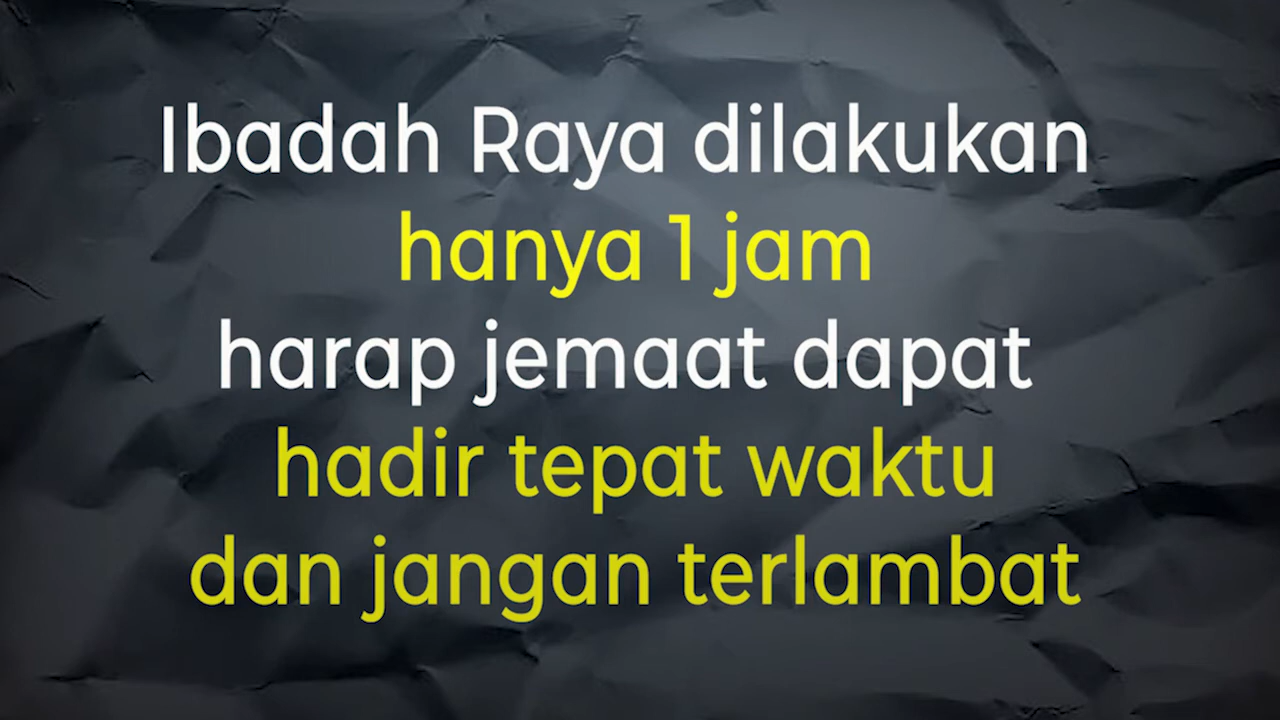 Ibadah Raya dilakukan
hanya 1 jam
harap jemaat dapat
hadir tepat waktu
dan jangan terlambat